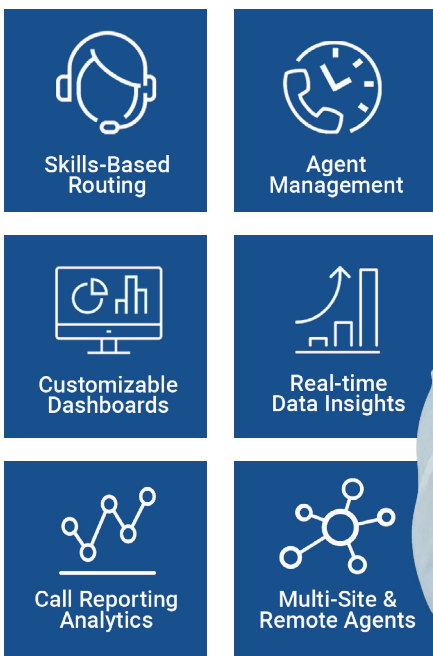 Skills-Based
Routing
Agent
Management
Customizable
Dashboards
Real-time
Data Insights
Call Reporting
Analytics
Multi-Site &
Remote Agents